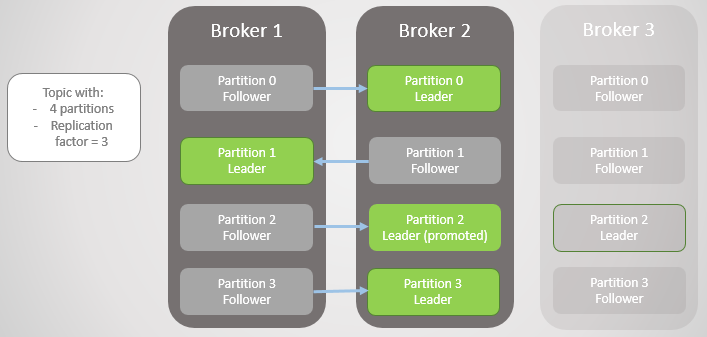 Broker 1
Broker 2
Broker 3
Topic with:
- 4 partitions
- Replication
factor = 3
Partition 0
Follower
Partition 0
Leader
Partition 0
Follower
Partition 1
Leader
Partition 1
Follower
Partition 1
Follower
Partition 2
Follower
Partition 2
Leader (promoted)
Partition 2
Leader
Partition 3
Follower
Partition 3
Leader
Partition 3
Follower